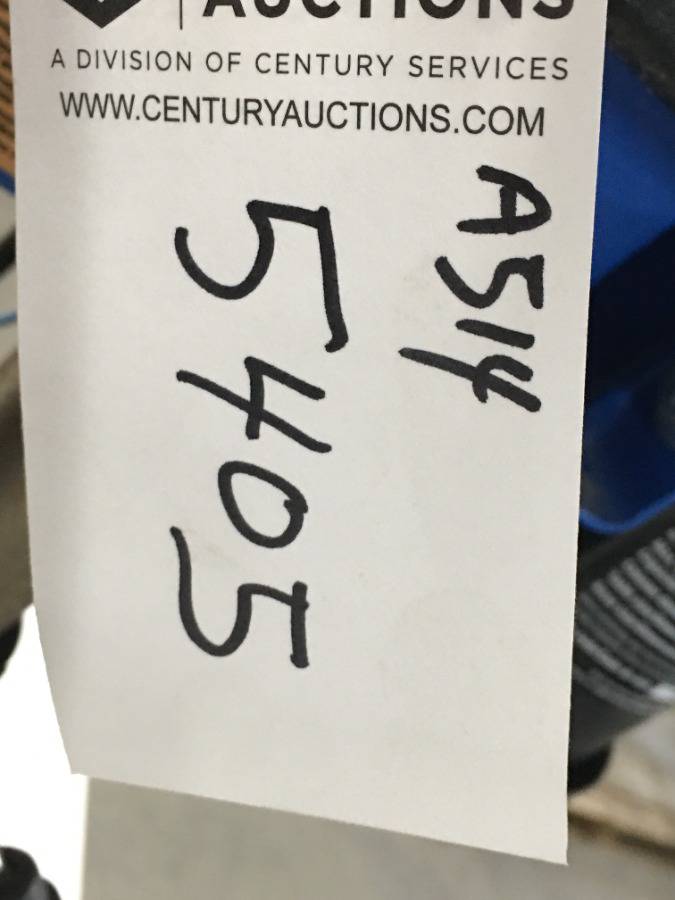 AUCTIONS
A DIVISION OF CENTURY SERVICES
WWW.CENTURYAUCTIONS.COM
A514
5405